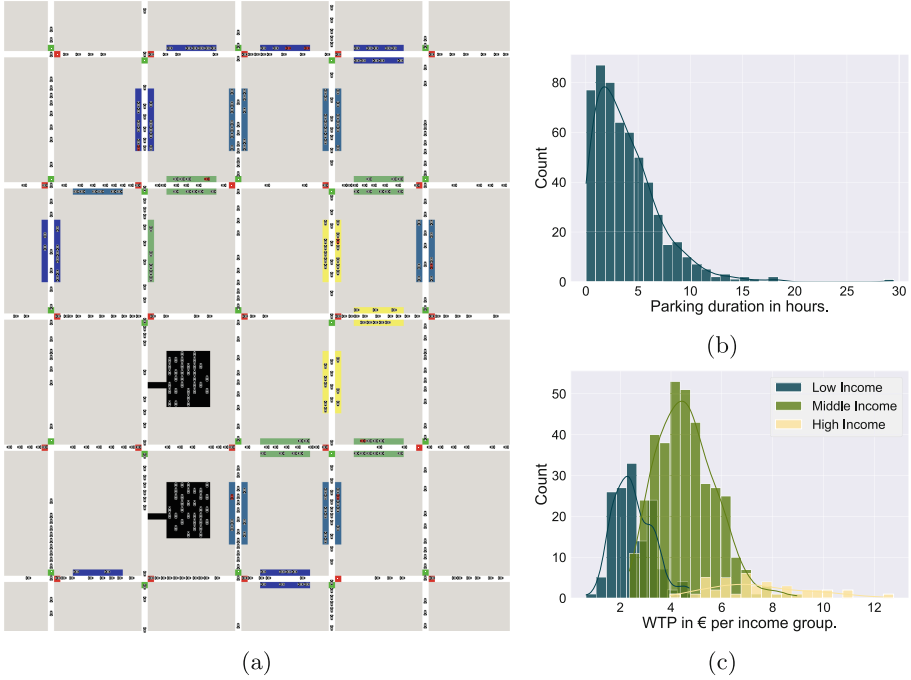 (a)
80
60
40
20
0
Count
0 5 10 15 20 25 30
Parking duration in hours.
(b)
50
40
30
20
10
0
Count
Low Income
Middle Income
High Income
2 4 6 8 10 12
WTP in € per income group.
(c)